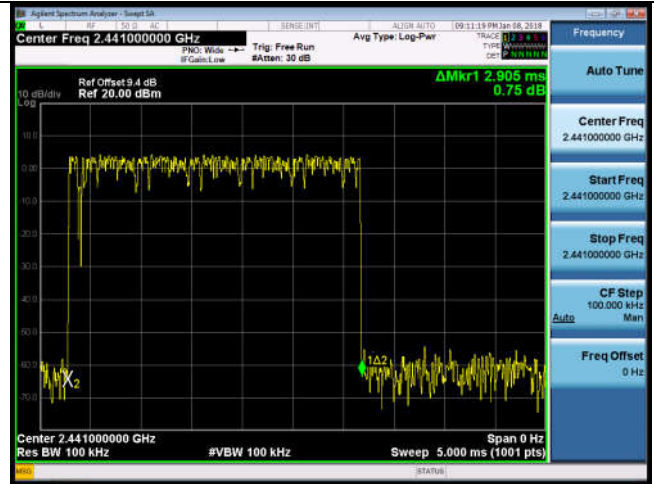 Agilent Spectrum Analyzer - Swept SA
L RF 50 Ω AC SENSE:INT ALIGN AUTO 09:11:19 PM Jan 08, 2018
Center Freq 2.441000000 GHz
PNO: Wide
IFGain:Low
Trig: Free Run
#Atten: 30 dB
Avg Type: Log-Pwr
TRACE 1 2 3 4 5 6
TYPE
DET P N N N N N
Frequency
Ref Offset 9.4 dB
Ref 20.00 dBm
ΔMkr1 2.905 ms
0.75 dB
10 dB/div
Log
10.0
0.00
-10.0
-20.0
-30.0
-40.0
-50.0
-60.0
-70.0
X2
1Δ2
Center 2.441000000 GHz
Res BW 100 kHz
#VBW 100 kHz
Span 0 Hz
Sweep 5.000 ms (1001 pts)
MSG
STATUS
Auto Tune
Center Freq
2.441000000 GHz
Start Freq
2.441000000 GHz
Stop Freq
2.441000000 GHz
CF Step
100.000 kHz
Auto Man
Freq Offset
0 Hz